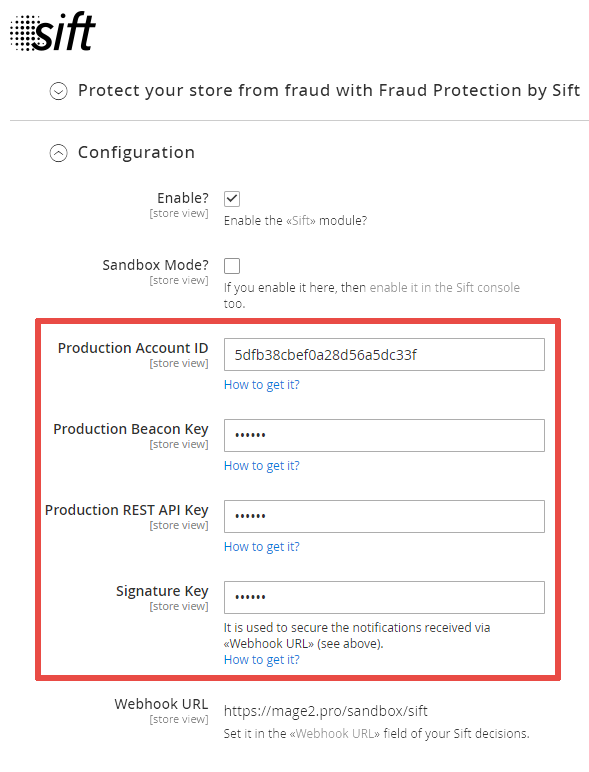 sift
Protect your store from fraud with Fraud Protection by Sift
Configuration
Enable?
[store view]
Enable the «Sift» module?
Sandbox Mode?
[store view]
If you enable it here, then enable it in the Sift console
too.
Production Account ID
[store view]
5dfb38cbef0a28d56a5dc33f
How to get it?
Production Beacon Key
[store view]
••••••
How to get it?
Production REST API Key
[store view]
••••••
How to get it?
Signature Key
[store view]
••••••
It is used to secure the notifications received via
«Webhook URL» (see above).
How to get it?
Webhook URL
[store view]
https://mage2.pro/sandbox/sift
Set it in the «Webhook URL» field of your Sift decisions.